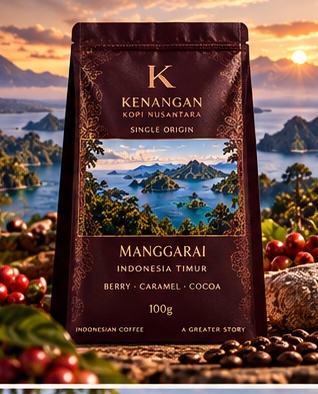 K
KENANGAN
KOPI NUSANTARA
SINGLE ORIGIN
MANGGARAI
INDONESIA TIMUR
BERRY · CARAMEL · COCOA
100g
INDONESIAN COFFEE A GREATER STORY